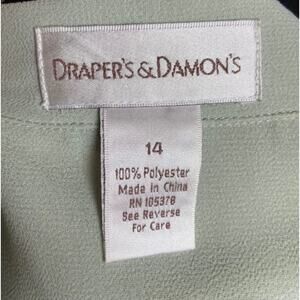 DRAPER'S & DAMON'S
14
100% Polyester
Made in China
RN 105378
See Reverse
For Care